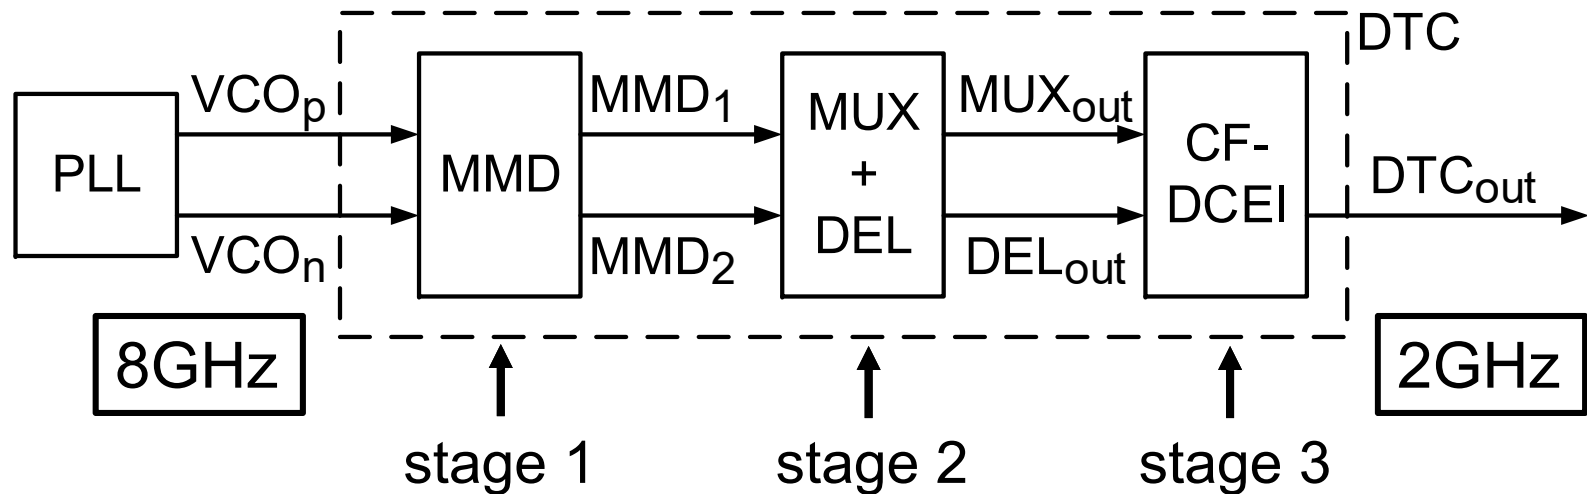 DTC
PLL
VCOp
VCOn
MMD
MMD1
MMD2
MUX
+
DEL
MUXout
DELout
CF-
DCEI
DTCout
8GHz
2GHz
stage 1
stage 2
stage 3